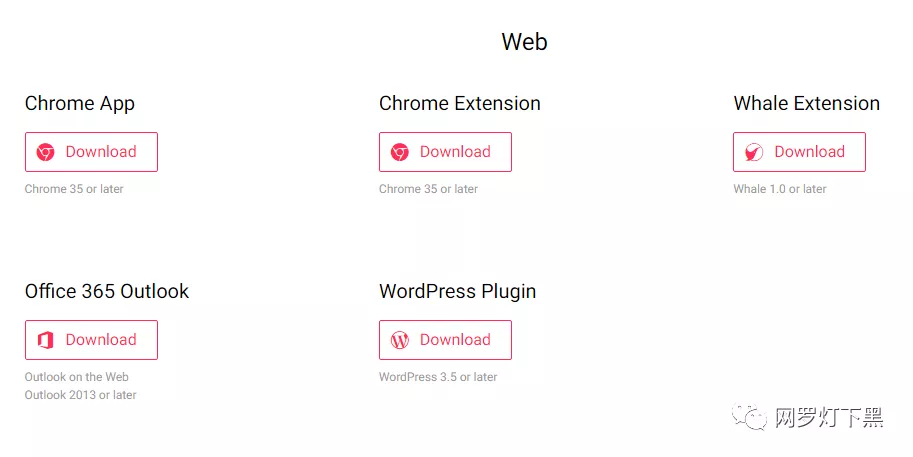 Web
Chrome App
Chrome Extension
Whale Extension
Download
Download
Download
Chrome 35 or later
Chrome 35 or later
Whale 1.0 or later
Office 365 Outlook
WordPress Plugin
Download
Download
Outlook on the Web
WordPress 3.5 or later
Outlook 2013 or later
网罗灯下黑